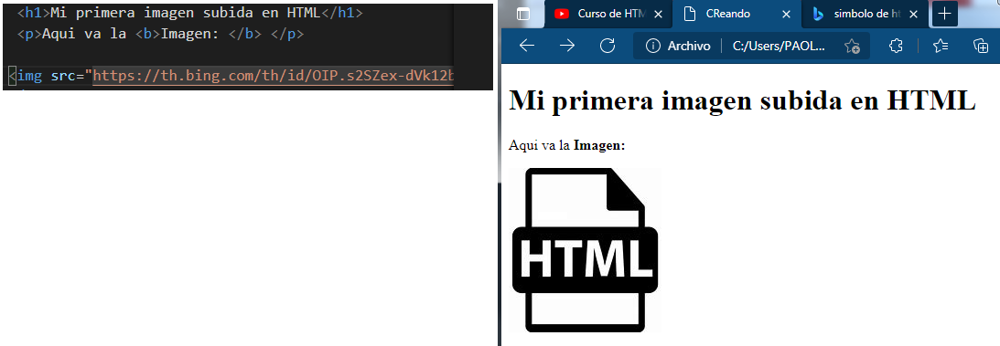 <h1>Mi primera imagen subida en HTML</h1>
<p>Aqui va la <b>Imagen: </b> </p>
<img src="https://th.bing.com/th/id/OIP.s2SZex-dVk12b
Curso de HTM
CReando
simbolo de ht
Archivo
C:/Users/PAOL...
Mi primera imagen subida en HTML
Aqui va la Imagen:
HTML